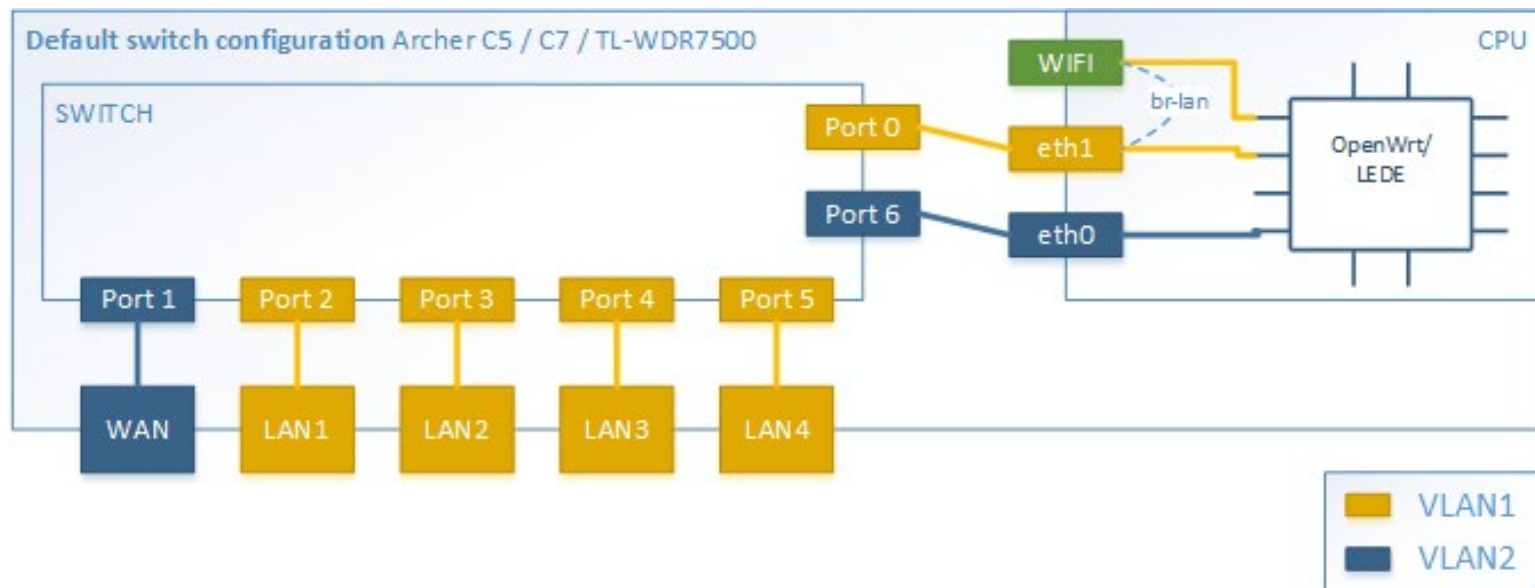 Default switch configuration Archer C5 / C7 / TL-WDR7500
CPU
WIFI
br-lan
SWITCH
Port 0
eth1
OpenWrt/
LEDE
Port 6
eth0
Port 1
Port 2
Port 3
Port 4
Port 5
WAN
LAN1
LAN2
LAN3
LAN4
VLAN1
VLAN2